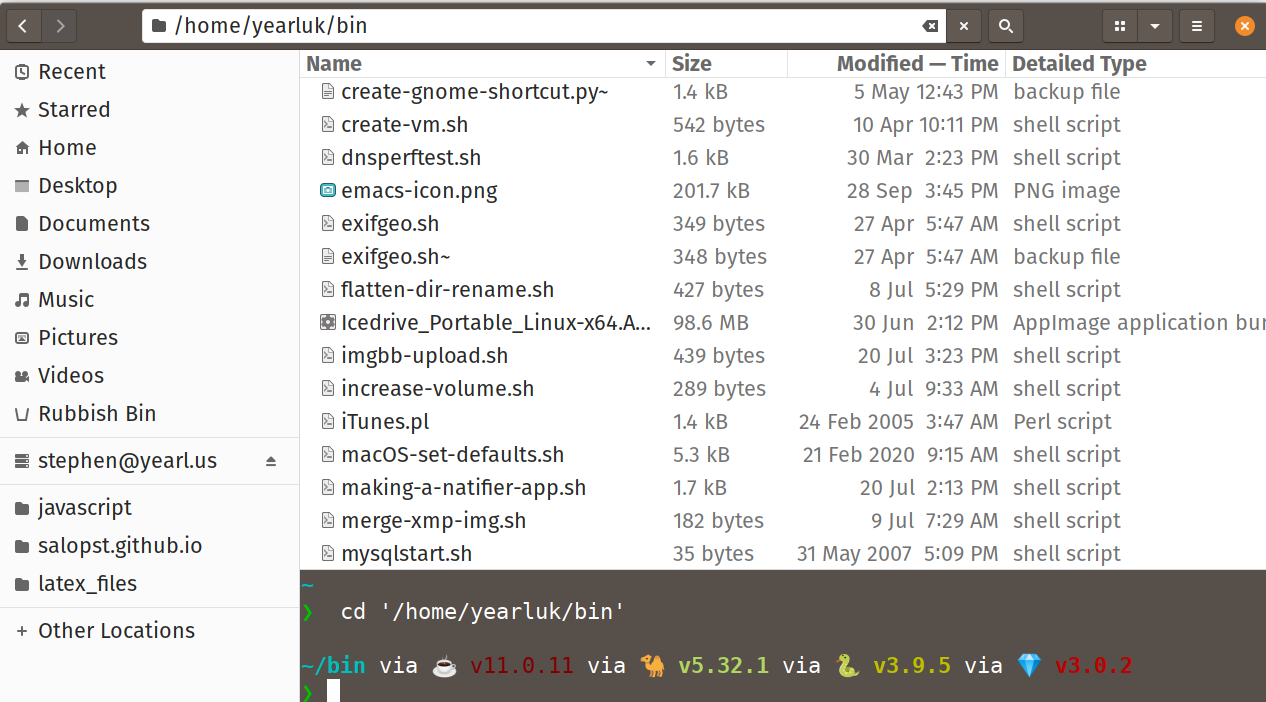 /home/yearluk/bin
Recent
Starred
Home
Desktop
Documents
Downloads
Music
Pictures
Videos
Rubbish Bin
stephen@yearl.us
javascript
salopst.github.io
latex_files
+ Other Locations
Name Size Modified — Time Detailed Type
create-gnome-shortcut.py~ 1.4 kB 5 May 12:43 PM backup file
create-vm.sh 542 bytes 10 Apr 10:11 PM shell script
dnsperftest.sh 1.6 kB 30 Mar 2:23 PM shell script
emacs-icon.png 201.7 kB 28 Sep 3:45 PM PNG image
exifgeo.sh 349 bytes 27 Apr 5:47 AM shell script
exifgeo.sh~ 348 bytes 27 Apr 5:47 AM backup file
flatten-dir-rename.sh 427 bytes 8 Jul 5:29 PM shell script
Icedrive_Portable_Linux-x64.A... 98.6 MB 30 Jun 2:12 PM AppImage application bun
imgbb-upload.sh 439 bytes 20 Jul 3:23 PM shell script
increase-volume.sh 289 bytes 4 Jul 9:33 AM shell script
iTunes.pl 1.4 kB 24 Feb 2005 3:47 AM Perl script
macOS-set-defaults.sh 5.3 kB 21 Feb 2020 9:15 AM shell script
making-a-natifier-app.sh 1.7 kB 20 Jul 2:13 PM shell script
merge-xmp-img.sh 182 bytes 9 Jul 7:29 AM shell script
mysqlstart.sh 35 bytes 31 May 2007 5:09 PM shell script
~
❯ cd '/home/yearluk/bin'
~/bin via ☕ v11.0.11 via 🐪 v5.32.1 via 🐍 v3.9.5 via 💎 v3.0.2
❯